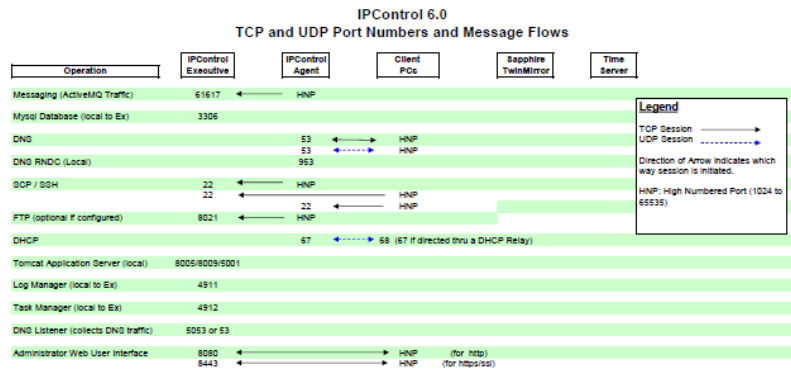 IPControl 6.0
TCP and UDP Port Numbers and Message Flows
Operation
IPControl Executive
IPControl Agent
Client PCs
Sapphire TwinMirror
Time Server
Messaging (ActiveMQ Traffic) 61617 HNP
Mysql Database (local to Ex) 3306
DNS 53 HNP
53 HNP
DNS RNDC (Local) 953
SCP / SSH 22 HNP
22 HNP
22 HNP
FTP (optional if configured) 8021 HNP
DHCP 67 68 (67 if directed thru a DHCP Relay)
Tomcat Application Server (local) 8005/8009/5001
Log Manager (local to Ex) 4911
Task Manager (local to Ex) 4912
DNS Listener (collects DNS traffic) 5053 or 53
Administrator Web User Interface 8080 HNP (for http)
8443 HNP (for https/ssl)
Legend
TCP Session
UDP Session
Direction of Arrow indicates which
way session is initiated.
HNP: High Numbered Port (1024 to
65535)